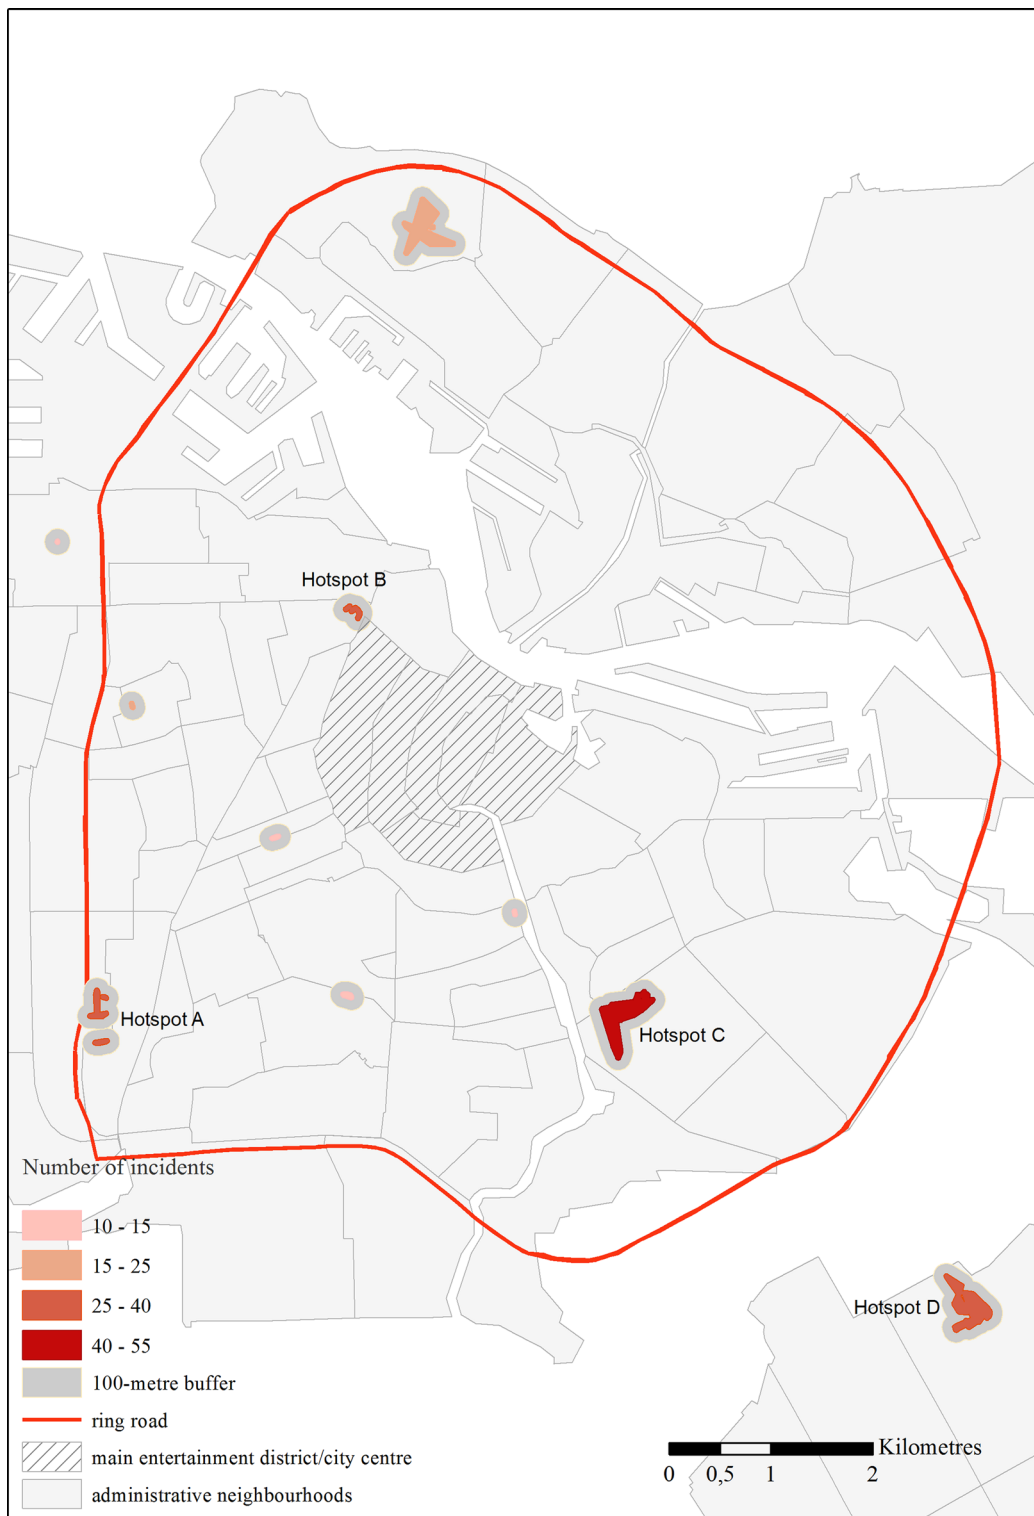 Hotspot B
Hotspot A
Hotspot C
Number of incidents
10 - 15
15 - 25
25 - 40
40 - 55
100-metre buffer
ring road
main entertainment district/city centre
administrative neighbourhoods
Hotspot D
Kilometres
0 0,5 1 2